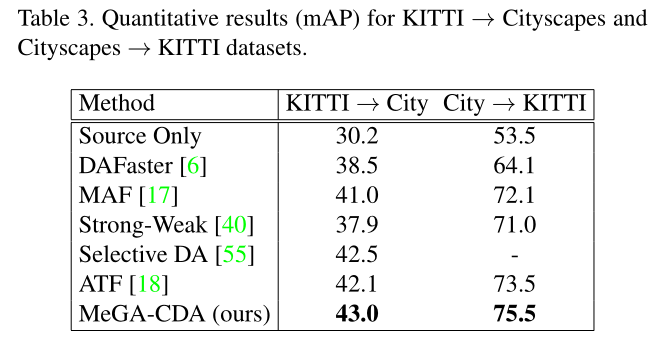 Table 3. Quantitative results (mAP) for KITTI → Cityscapes and
Cityscapes → KITTI datasets.
Method KITTI → City City → KITTI
Source Only 30.2 53.5
DAFaster [6] 38.5 64.1
MAF [17] 41.0 72.1
Strong-Weak [40] 37.9 71.0
Selective DA [55] 42.5 -
ATF [18] 42.1 73.5
MeGA-CDA (ours) 43.0 75.5